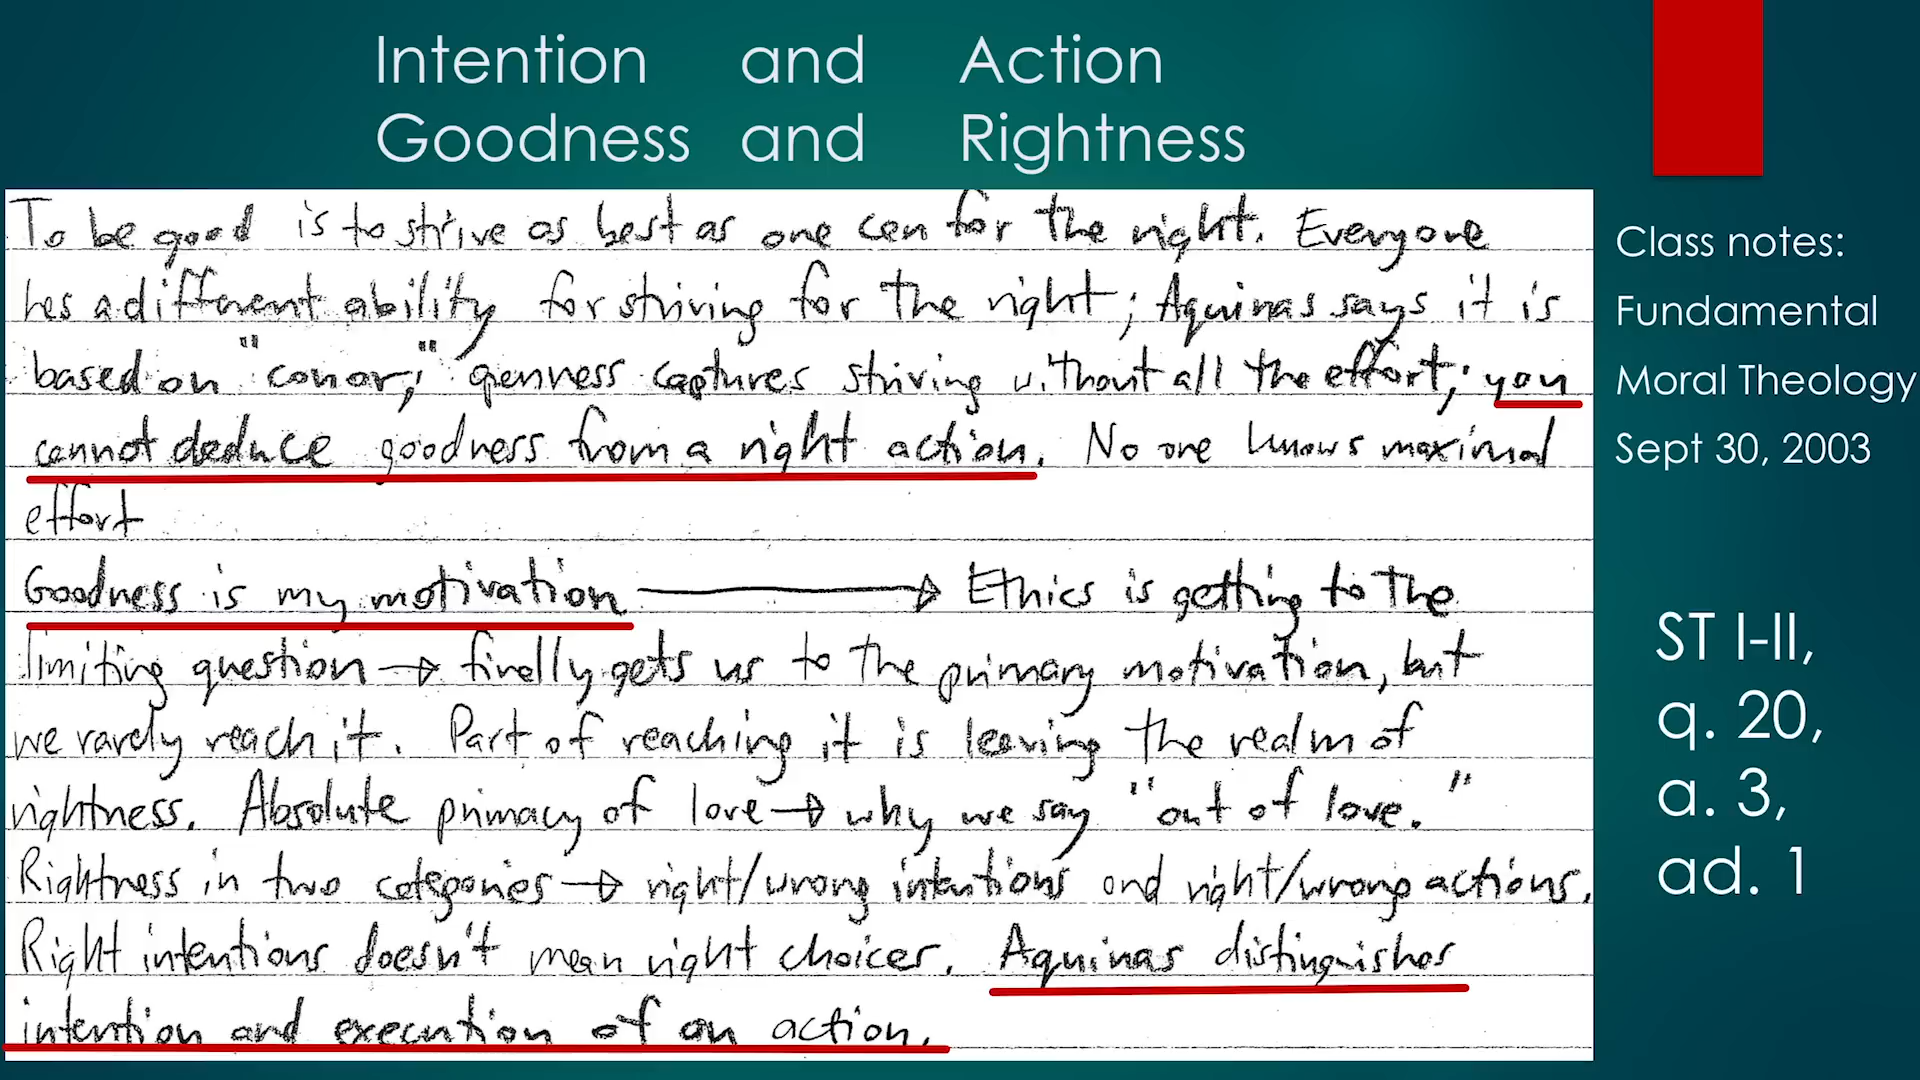 Intention and Action
Goodness and Rightness
To be good is to strive as best as one can for the right. Everyone
has a different ability for striving for the right; Aquinas says it is
based on "conor;" openness captures striving without all the effort; you
cannot deduce goodness from a right action. No one knows maximal
effort
Goodness is my motivation → Ethics is getting to the
limiting question → finally gets us to the primary motivation, but
we rarely reach it. Part of reaching it is leaving the realm of
rightness. Absolute primacy of love → why we say "out of love."
Rightness in two categories → right/wrong intentions and right/wrong actions.
Right intentions doesn't mean right choices. Aquinas distinguishes
intention and execution of an action.
Class notes:
Fundamental
Moral Theology
Sept 30, 2003
ST I-II,
q. 20,
a. 3,
ad. 1